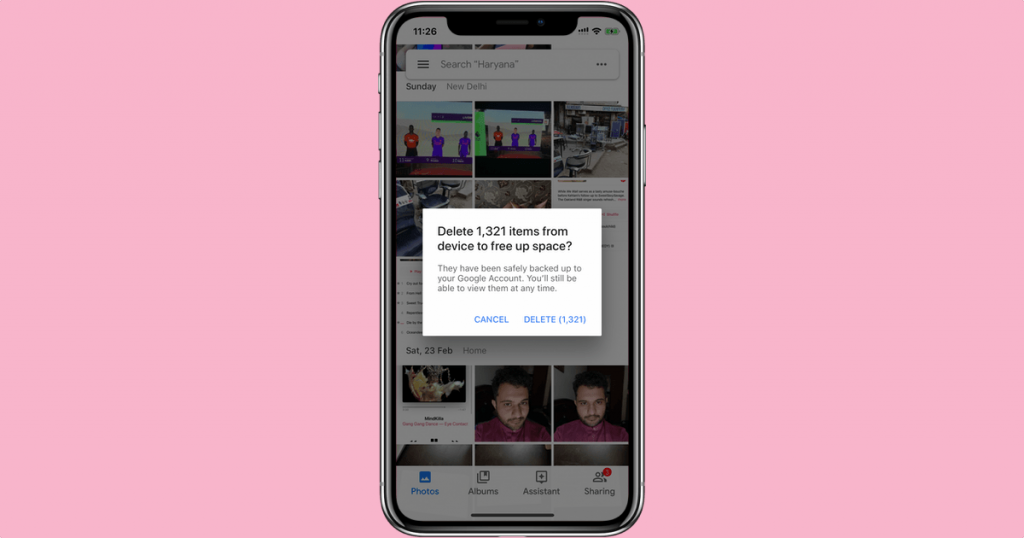 11:26
Search "Haryana"
Sunday New Delhi
Delete 1,321 items from
device to free up space?
They have been safely backed up to
your Google Account. You'll still be
able to view them at any time.
CANCEL DELETE (1,321)
Sat, 23 Feb Home
Photos Albums Assistant Sharing